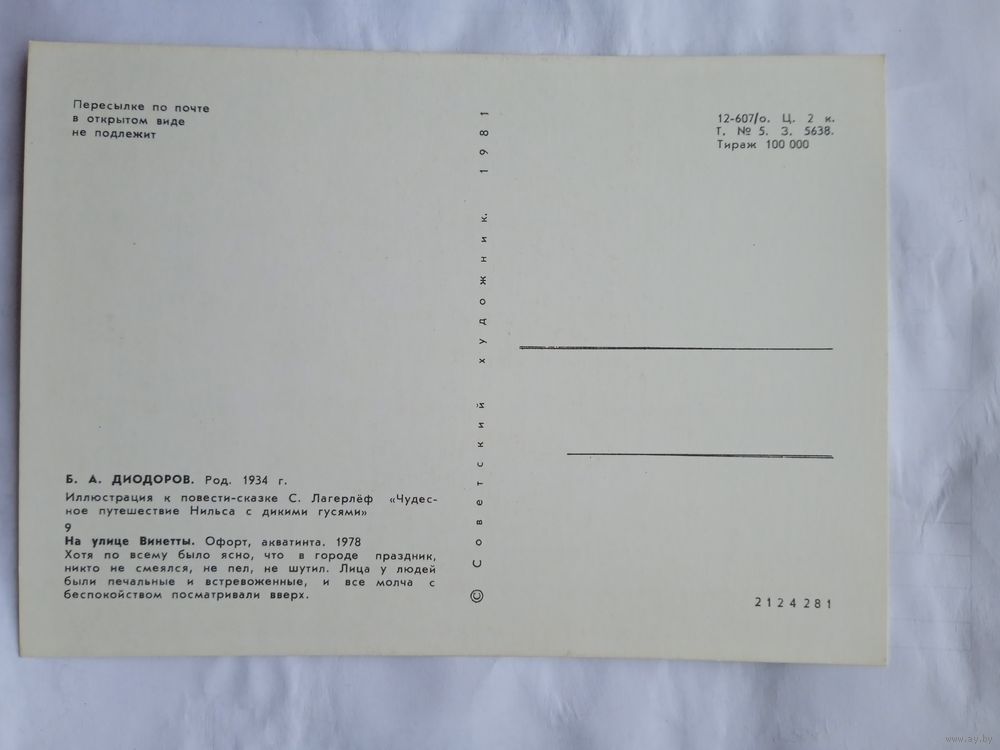 Пересылке по почте
в открытом виде
не подлежит
12-607/о. Ц. 2 к.
Т. № 5. З. 5638.
Тираж 100 000
© Советский художник. 1981
Б. А. ДИОДОРОВ. Род. 1934 г.
Иллюстрация к повести-сказке С. Лагерлёф «Чудес-
ное путешествие Нильса с дикими гусями»
9
На улице Винетты. Офорт, акватинта. 1978
Хотя по всему было ясно, что в городе праздник,
никто не смеялся, не пел, не шутил. Лица у людей
были печальные и встревоженные, и все молча с
беспокойством посматривали вверх.
2124281
www.ay.by